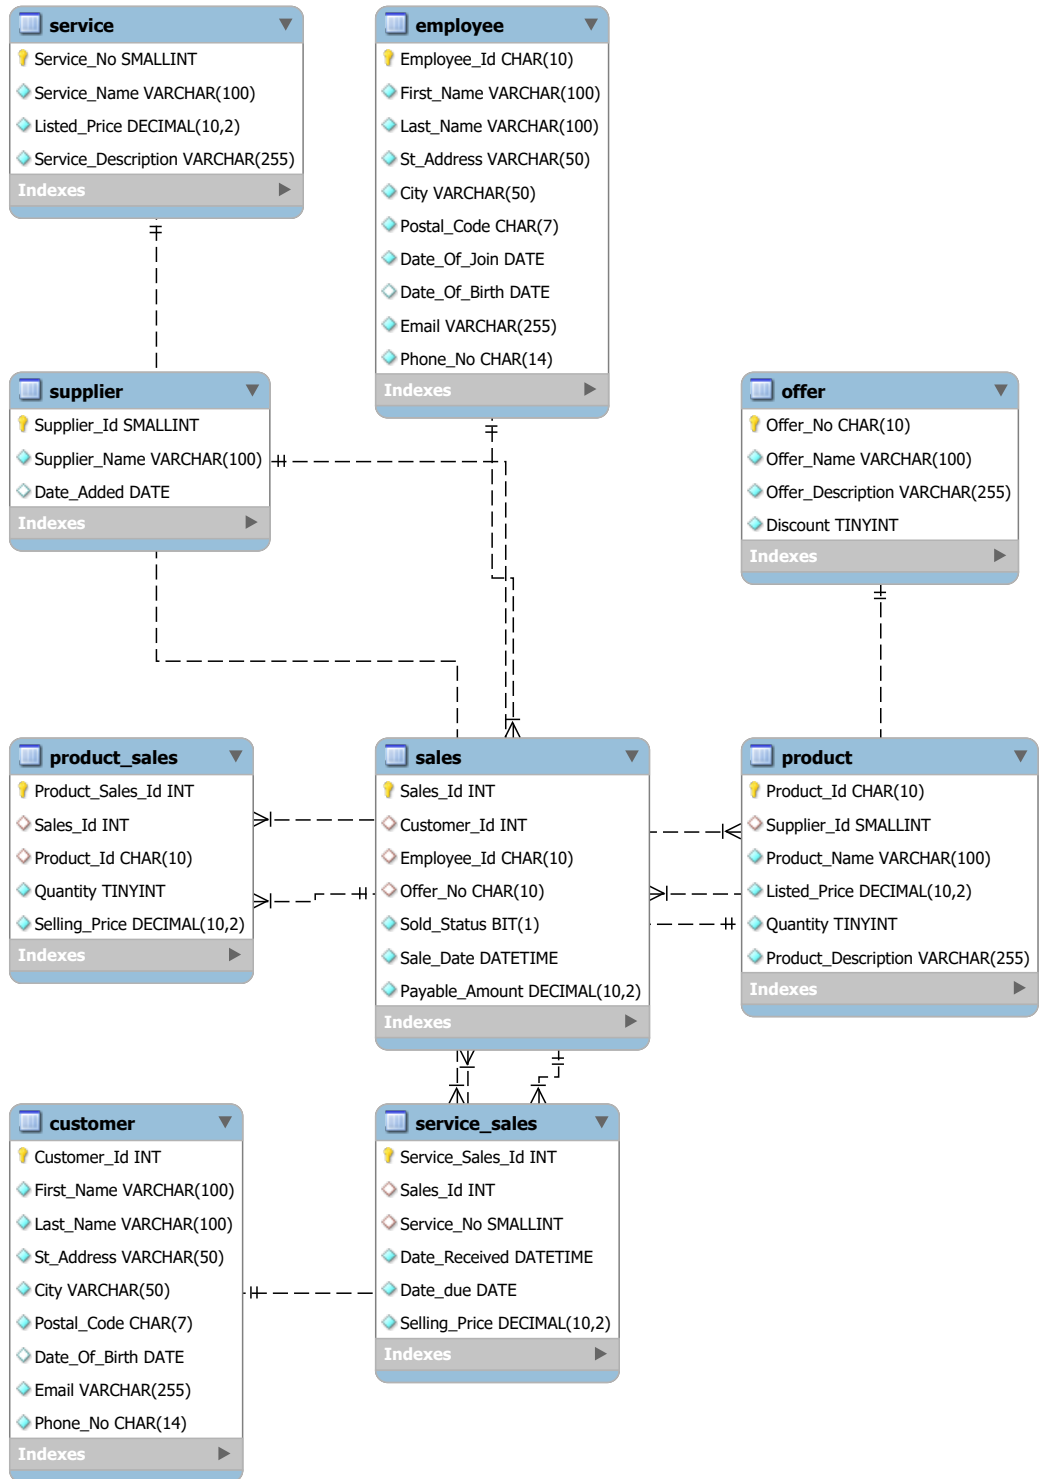 service
Service_No SMALLINT
Service_Name VARCHAR(100)
Listed_Price DECIMAL(10,2)
Service_Description VARCHAR(255)
Indexes
employee
Employee_Id CHAR(10)
First_Name VARCHAR(100)
Last_Name VARCHAR(100)
St_Address VARCHAR(50)
City VARCHAR(50)
Postal_Code CHAR(7)
Date_Of_Join DATE
Date_Of_Birth DATE
Email VARCHAR(255)
Phone_No CHAR(14)
Indexes
supplier
Supplier_Id SMALLINT
Supplier_Name VARCHAR(100)
Date_Added DATE
Indexes
offer
Offer_No CHAR(10)
Offer_Name VARCHAR(100)
Offer_Description VARCHAR(255)
Discount TINYINT
Indexes
product_sales
Product_Sales_Id INT
Sales_Id INT
Product_Id CHAR(10)
Quantity TINYINT
Selling_Price DECIMAL(10,2)
Indexes
sales
Sales_Id INT
Customer_Id INT
Employee_Id CHAR(10)
Offer_No CHAR(10)
Sold_Status BIT(1)
Sale_Date DATETIME
Payable_Amount DECIMAL(10,2)
Indexes
product
Product_Id CHAR(10)
Supplier_Id SMALLINT
Product_Name VARCHAR(100)
Listed_Price DECIMAL(10,2)
Quantity TINYINT
Product_Description VARCHAR(255)
Indexes
customer
Customer_Id INT
First_Name VARCHAR(100)
Last_Name VARCHAR(100)
St_Address VARCHAR(50)
City VARCHAR(50)
Postal_Code CHAR(7)
Date_Of_Birth DATE
Email VARCHAR(255)
Phone_No CHAR(14)
Indexes
service_sales
Service_Sales_Id INT
Sales_Id INT
Service_No SMALLINT
Date_Received DATETIME
Date_due DATE
Selling_Price DECIMAL(10,2)
Indexes